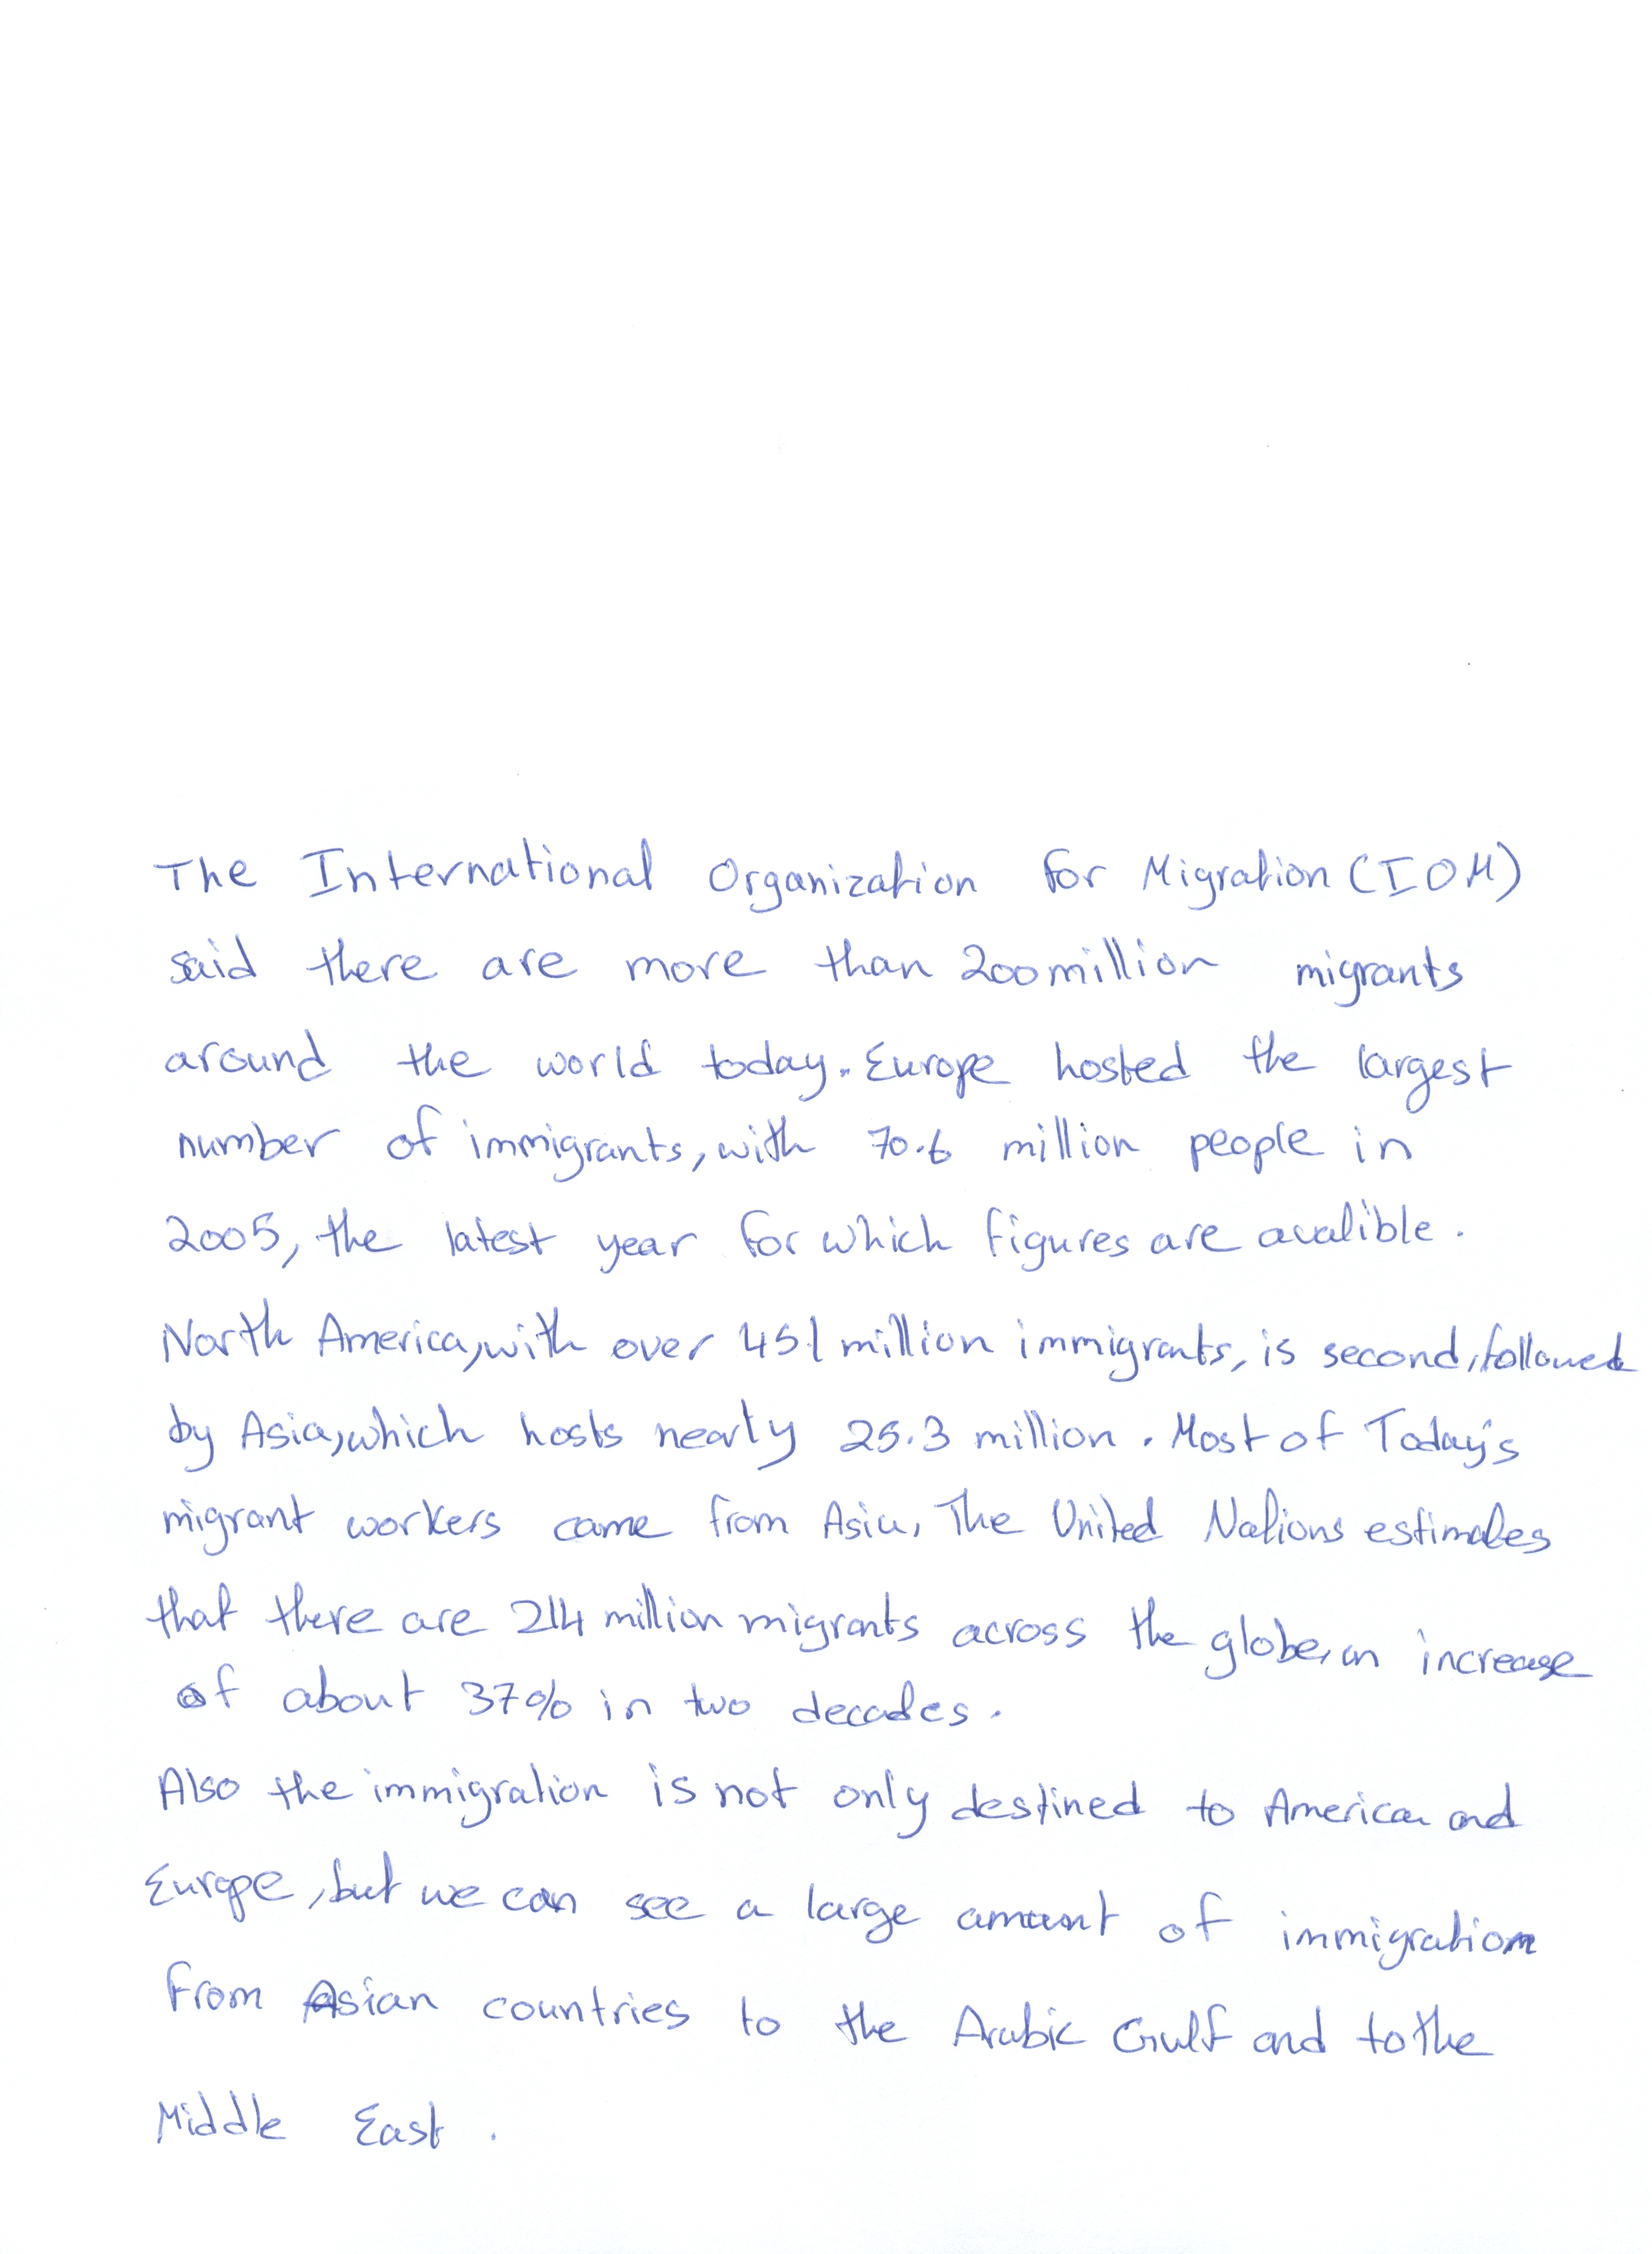 The International Organization for Migration (IOM)
said there are more than 200 million migrants
around the world today. Europe hosted the largest
number of immigrants, with 70.6 million people in
2005, the latest year for which figures are avalible.
North America, with over 45.1 million immigrants, is second, followed
by Asia, which hosts nearly 25.3 million. Most of Today's
migrant workers came from Asia, The United Nations estimates
that there are 214 million migrants across the globe, an increase
of about 37% in two decades.
Also the immigration is not only destined to America and
Europe, but we can see a large amount of immigration
from Asian countries to the Arabic Gulf and to the
Middle East.